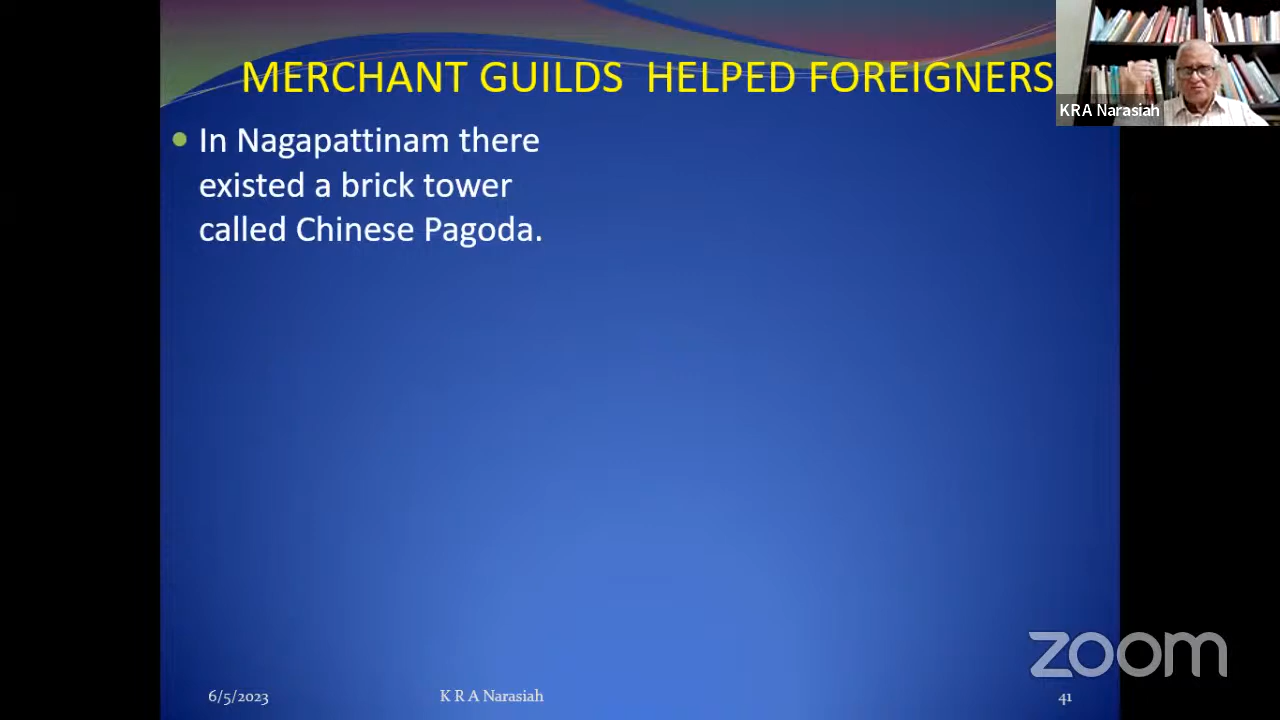 MERCHANT GUILDS  HELPED FOREIGNERS
KRA Narasiah
In Nagapattinam there
existed a brick tower
called Chinese Pagoda.
zoom
6/5/2023
K R A Narasiah
41